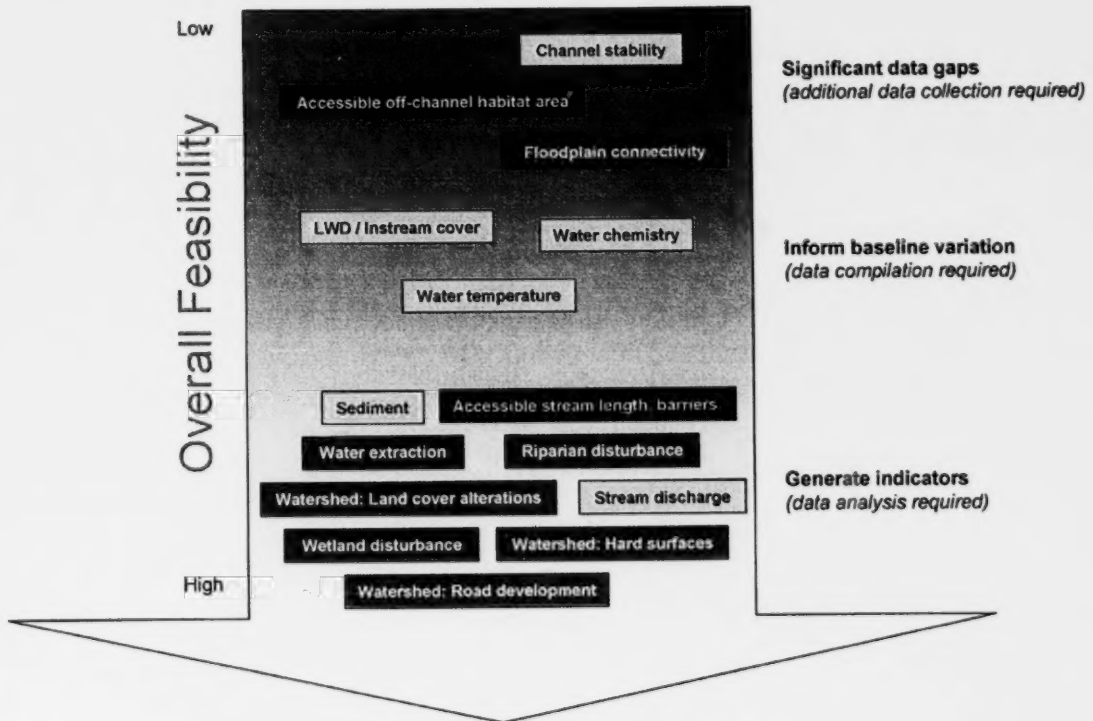 Low
Channel stability
Significant data gaps
(additional data collection required)
Accessible off-channel habitat area
Floodplain connectivity
Overall Feasibility
LWD / Instream cover
Water chemistry
Inform baseline variation
(data compilation required)
Water temperature
Sediment
Accessible stream length, barriers
Water extraction
Riparian disturbance
Generate indicators
(data analysis required)
Watershed: Land cover alterations
Stream discharge
Wetland disturbance
Watershed: Hard surfaces
High
Watershed: Road development